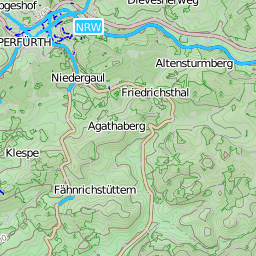 ogeshof
Dievesherweg
NRW
PERFÜRTH
Altensturmberg
Niedergaul
Friedrichsthal
Agathaberg
Klespe
Fähnrichstüttem